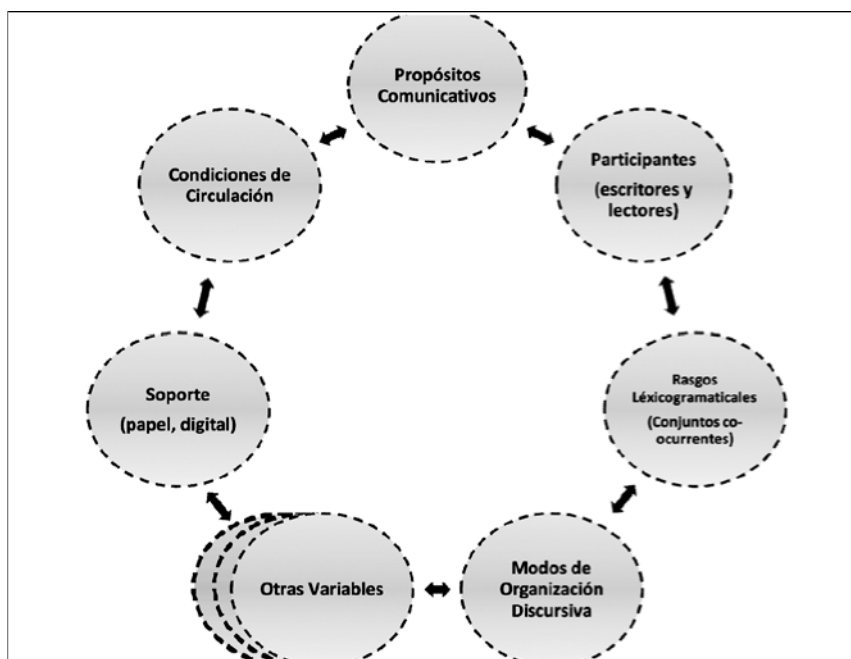 Propósitos
Comunicativos
Participantes
(escritores y
lectores)
Rasgos
Léxicogramaticales
(Conjuntos co-
ocurrentes)
Modos de
Organización
Discursiva
Otras Variables
Soporte
(papel, digital)
Condiciones de
Circulación